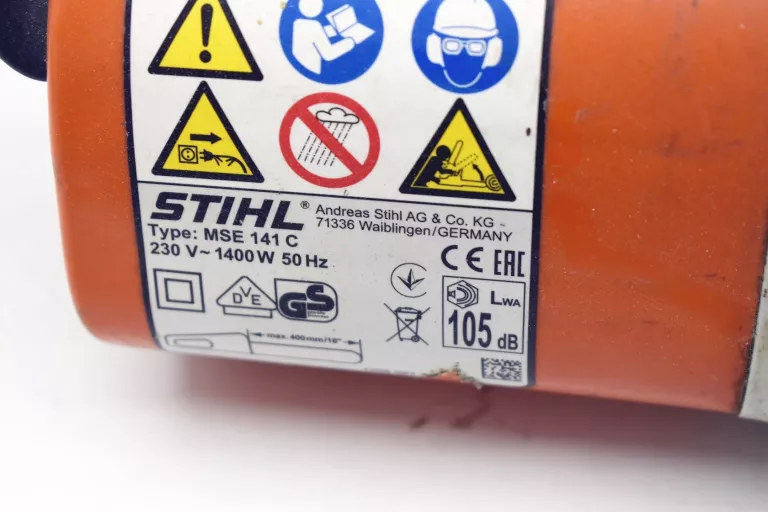 STIHL®
Andreas Stihl AG & Co. KG
71336 Waiblingen/GERMANY
Type: MSE 141 C
230 V~ 1400 W 50 Hz
CE EAC
DVE
GS
LWA
105 dB
max. 400mm/16"